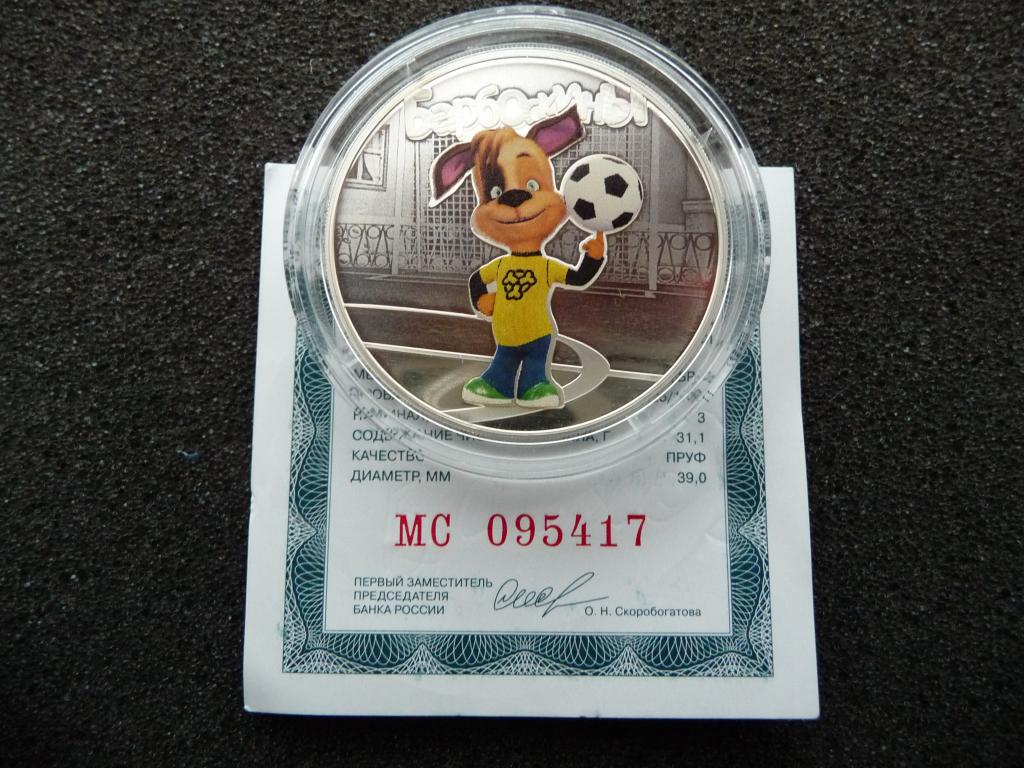 Барбоскины
3
СОДЕРЖАНИЕ 31,1
КАЧЕСТВО ПРУФ
ДИАМЕТР, ММ 39,0
МС 095417
ПЕРВЫЙ ЗАМЕСТИТЕЛЬ
ПРЕДСЕДАТЕЛЯ
БАНКА РОССИИ
О. Н. Скоробогатова